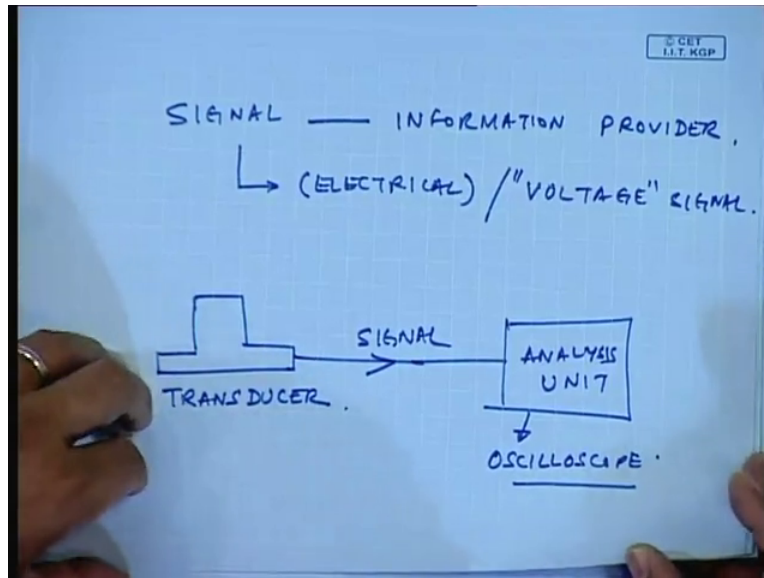 © CET
I.I.T. KGP
SIGNAL — INFORMATION PROVIDER.
(ELECTRICAL) / "VOLTAGE" SIGNAL.
SIGNAL
ANALYSIS
UNIT
TRANSDUCER.
OSCILLOSCOPE.